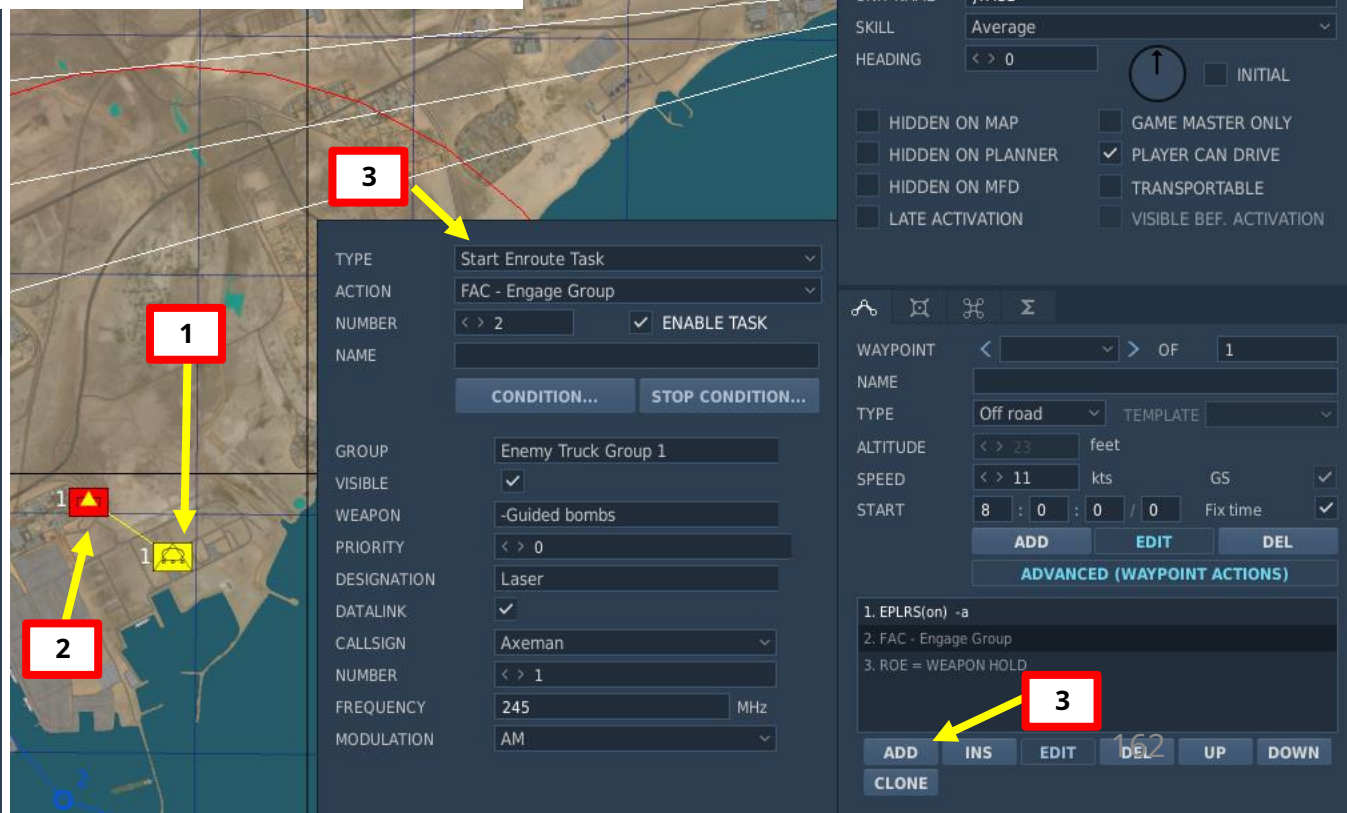 SKILL Average
HEADING < > 0 INITIAL
HIDDEN ON MAP GAME MASTER ONLY
HIDDEN ON PLANNER PLAYER CAN DRIVE
HIDDEN ON MFD TRANSPORTABLE
LATE ACTIVATION VISIBLE BEF. ACTIVATION
3
TYPE Start Enroute Task
ACTION FAC - Engage Group
NUMBER < > 2 ENABLE TASK
NAME
CONDITION... STOP CONDITION...
GROUP Enemy Truck Group 1
VISIBLE
WEAPON -Guided bombs
PRIORITY < > 0
DESIGNATION Laser
DATALINK
CALLSIGN Axeman
NUMBER < > 1
FREQUENCY 245 MHz
MODULATION AM
1
1
1
2
2
Σ
WAYPOINT < > OF 1
NAME
TYPE Off road TEMPLATE
ALTITUDE < > 23 feet
SPEED < > 11 kts GS
START 8 : 0 : 0 / 0 Fix time
ADD EDIT DEL
ADVANCED (WAYPOINT ACTIONS)
1. EPLRS(on) -a
2. FAC - Engage Group
3. ROE = WEAPON HOLD
3
162
ADD INS EDIT DEL UP DOWN
CLONE